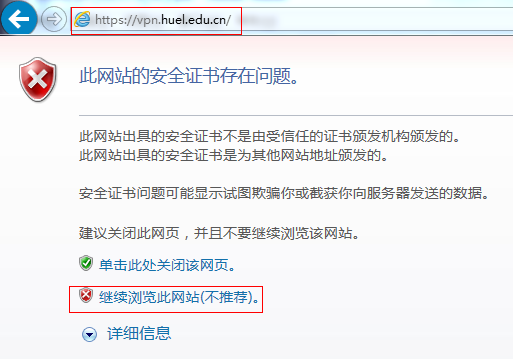 https://vpn.huel.edu.cn/
此网站的安全证书存在问题。
此网站出具的安全证书不是由受信任的证书颁发机构颁发的。
此网站出具的安全证书是为其他网站地址颁发的。
安全证书问题可能显示试图欺骗你或截获你向服务器发送的数据。
建议关闭此网页，并且不要继续浏览该网站。
单击此处关闭该网页。
继续浏览此网站(不推荐)。
详细信息